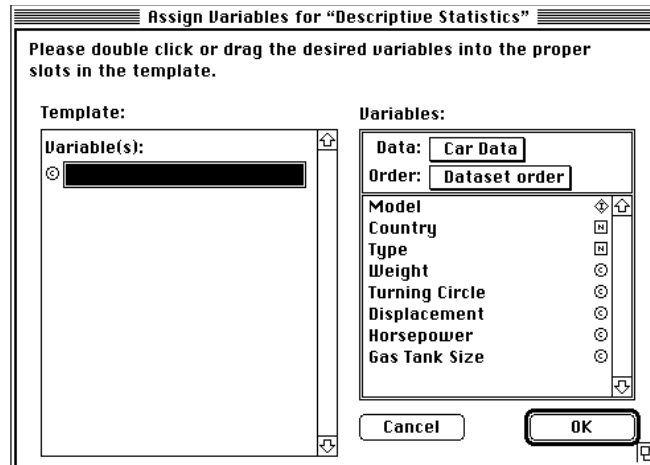 Assign Variables for “Descriptive Statistics”
Please double click or drag the desired variables into the proper
slots in the template.
Template:
Variable(s):
C
Variables:
Data: Car Data
Order: Dataset order
Model I
Country N
Type N
Weight C
Turning Circle C
Displacement C
Horsepower C
Gas Tank Size C
Cancel
OK